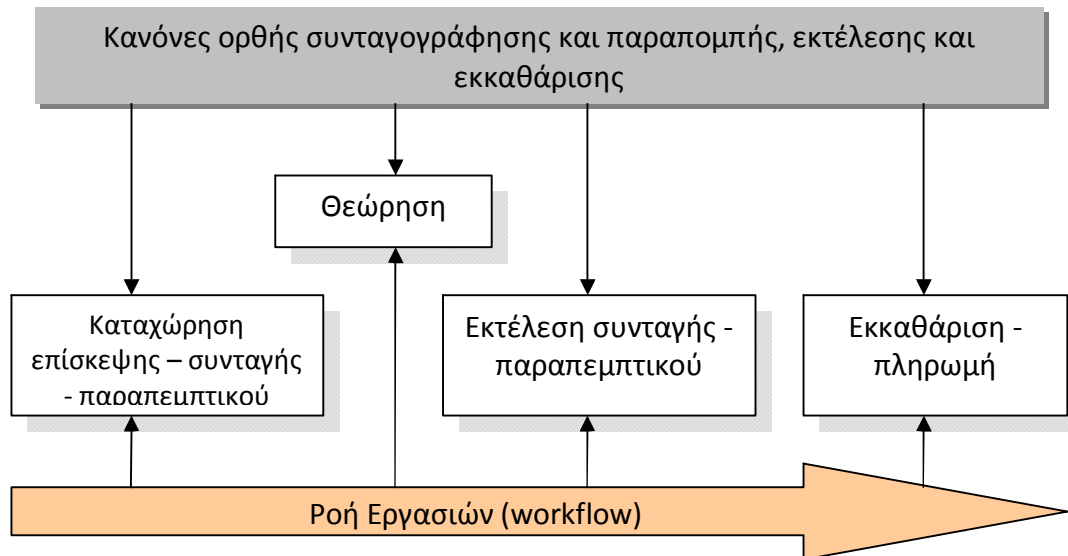 Κανόνες ορθής συνταγογράφησης και παραπομπής, εκτέλεσης και
εκκαθάρισης
Θεώρηση
Καταχώρηση
επίσκεψης – συνταγής
- παραπεμπτικού
Εκτέλεση συνταγής -
παραπεμπτικού
Εκκαθάριση -
πληρωμή
Ροή Εργασιών (workflow)